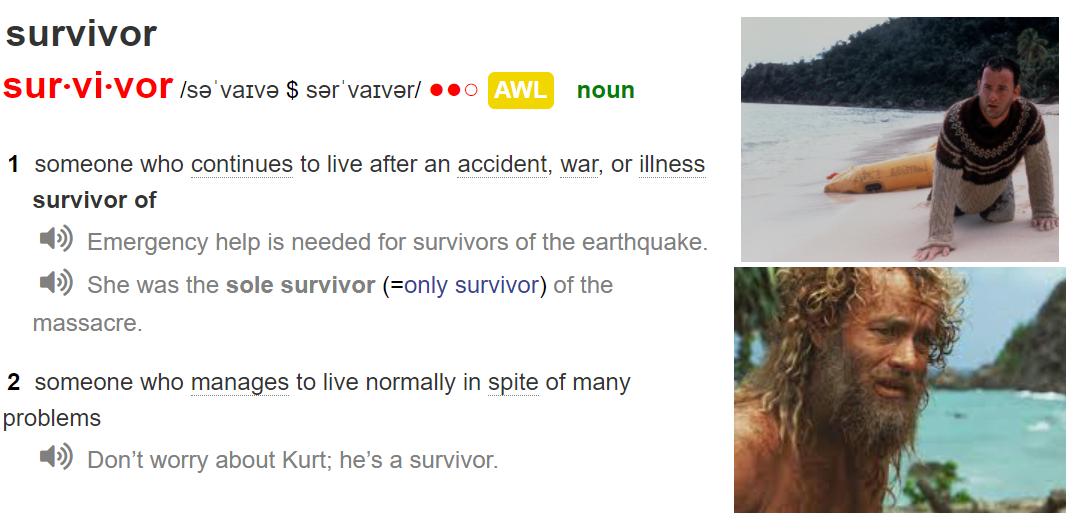 survivor
sur·vi·vor /səˈvaɪvə $ sərˈvaɪvər/ ●●○ AWL noun
1 someone who continues to live after an accident, war, or illness
survivor of
Emergency help is needed for survivors of the earthquake.
She was the sole survivor (=only survivor) of the
massacre.
2 someone who manages to live normally in spite of many
problems
Don’t worry about Kurt; he’s a survivor.